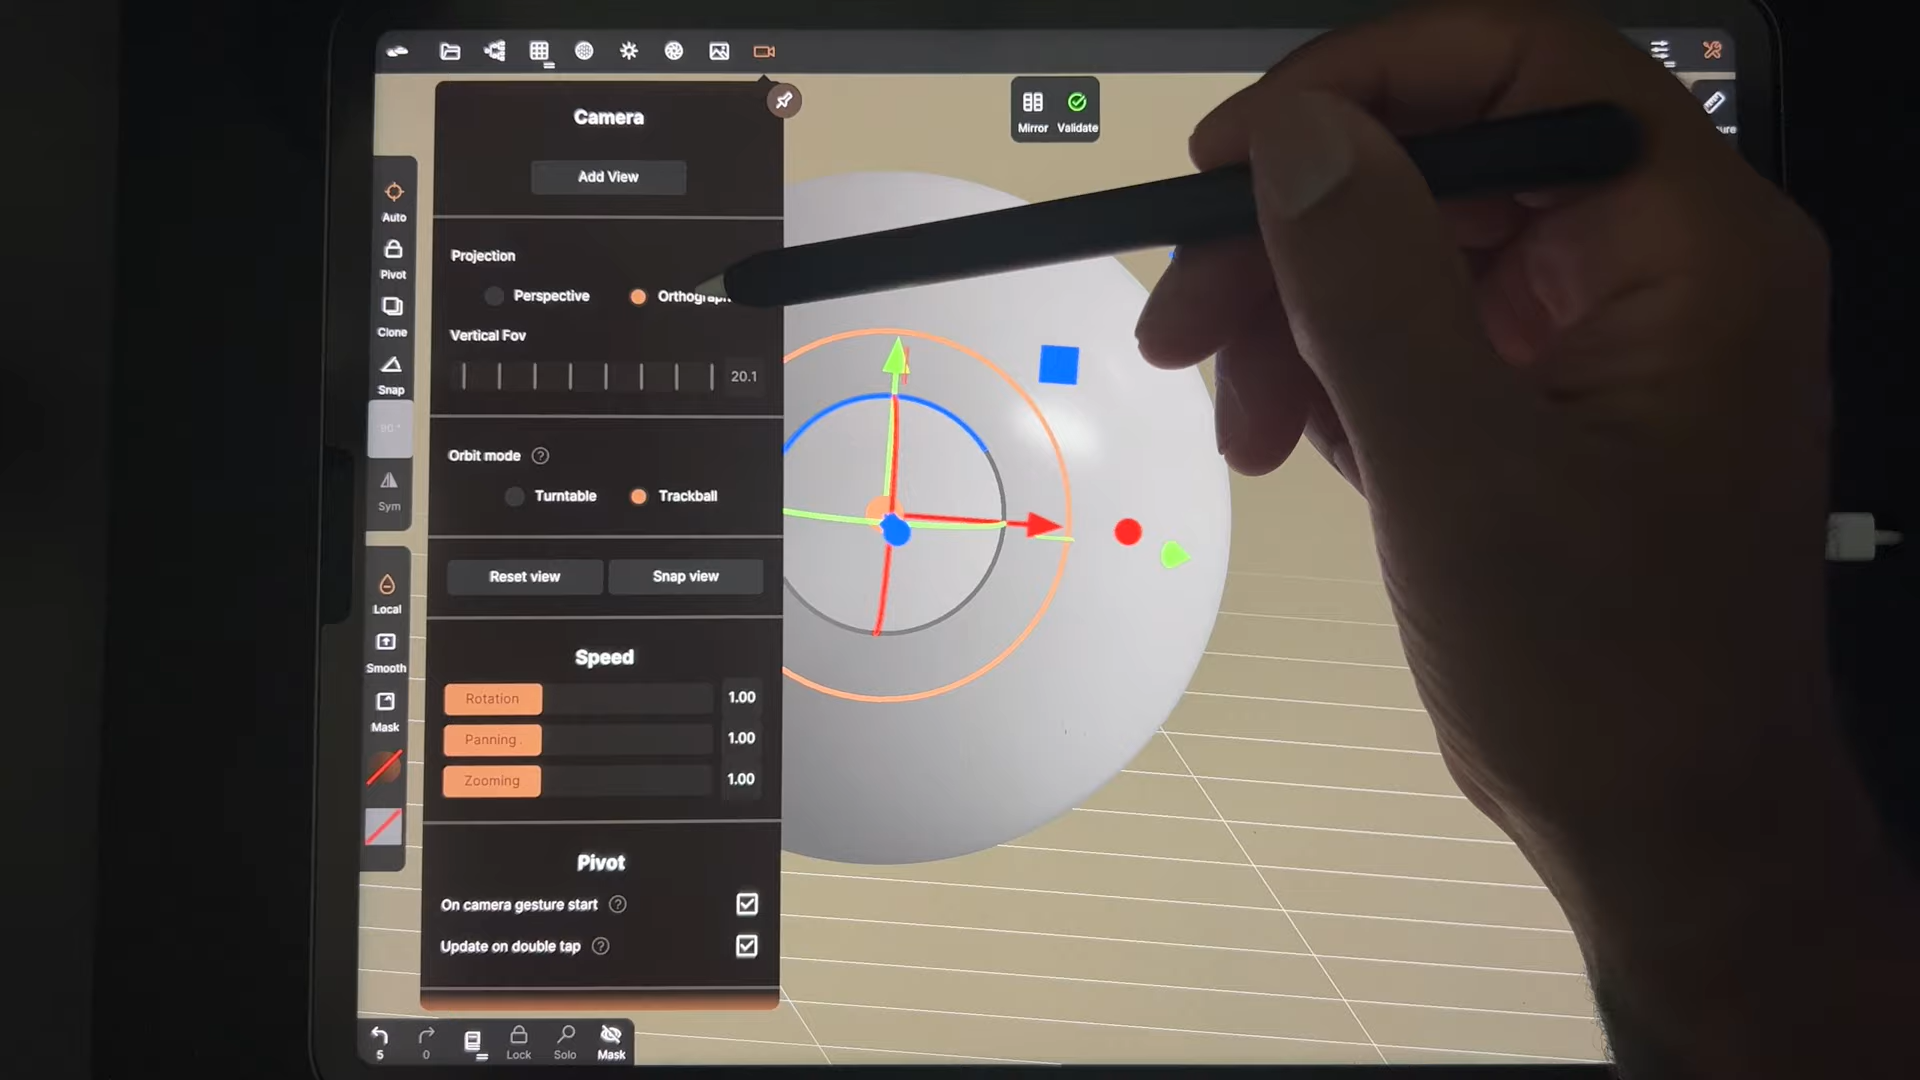 Camera
Mirror
Validate
Add View
Auto
Projection
Pivot
Perspective
Clone
Vertical Fov
20.1
Snap
90°
Orbit mode ?
Sym
Turntable
Trackball
Reset view
Snap view
Local
Speed
Smooth
Rotation 1.00
Mask
Panning 1.00
Zooming 1.00
Pivot
On camera gesture start ?
Update on double tap ?
5
0
Lock
Solo
Mask